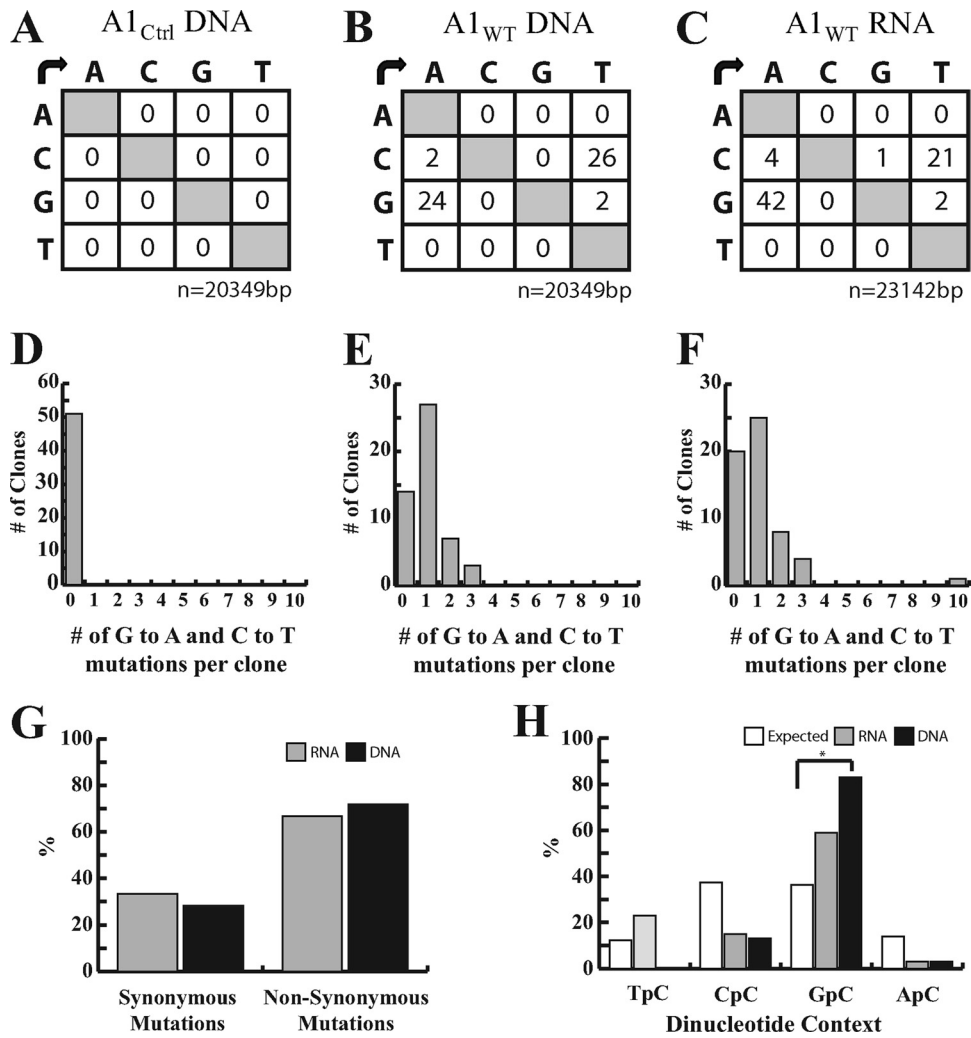 A A1Ctrl DNA
A C G T
A 0 0 0
C 0 0 0
G 0 0 0
T 0 0 0
n=20349bp
B A1WT DNA
A C G T
A 0 0 0
C 2 0 26
G 24 0 2
T 0 0 0
n=20349bp
C A1WT RNA
A C G T
A 0 0 0
C 4 1 21
G 42 0 2
T 0 0 0
n=23142bp
D
# of Clones
60
50
40
30
20
10
0
0 1 2 3 4 5 6 7 8 9 10
# of G to A and C to T
mutations per clone
E
# of Clones
30
20
10
0
0 1 2 3 4 5 6 7 8 9 10
# of G to A and C to T
mutations per clone
F
# of Clones
30
20
10
0
0 1 2 3 4 5 6 7 8 9 10
# of G to A and C to T
mutations per clone
G
%
100
80
60
40
20
0
RNA DNA
Synonymous
Mutations
Non-Synonymous
Mutations
H
%
100
80
60
40
20
0
Expected RNA DNA
*
TpC CpC GpC ApC
Dinucleotide Context